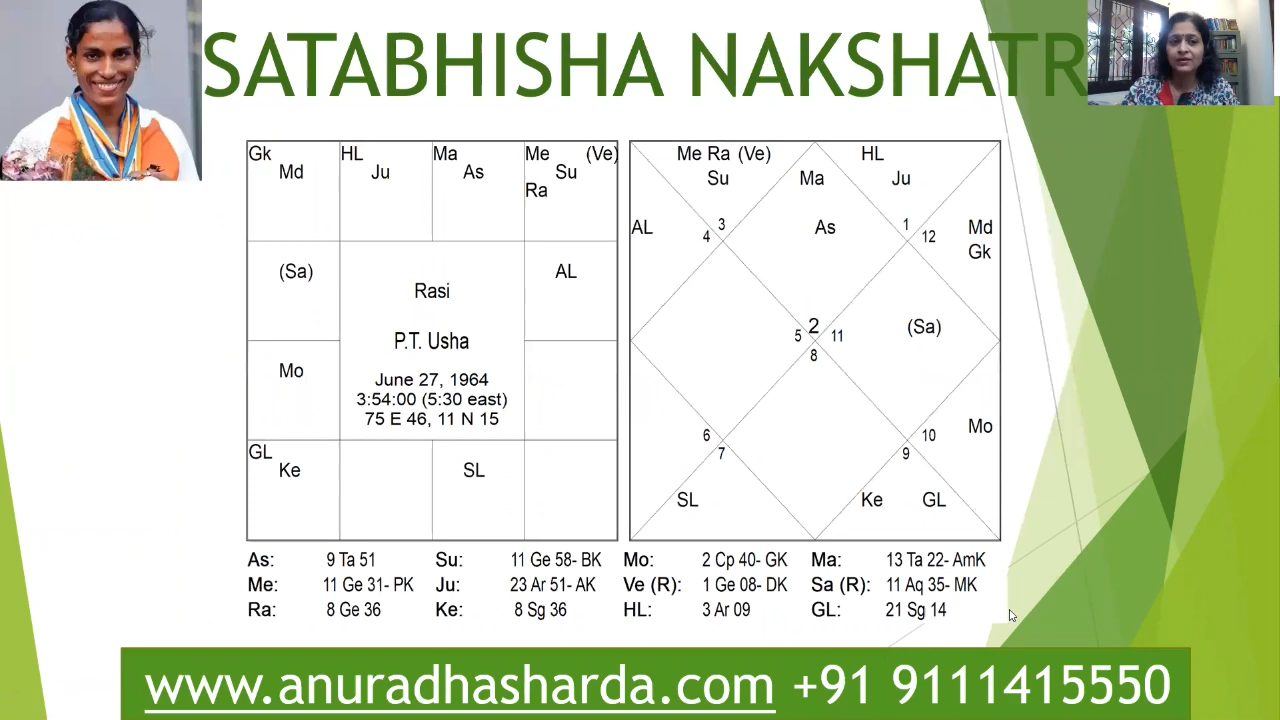 SATABHISHA NAKSHATR
Gk
Md
HL
Ju
Ma
As
Me (Ve)
Su
Ra
(Sa)
AL
Rasi
P.T. Usha
Mo
June 27, 1964
3:54:00 (5:30 east)
75 E 46, 11 N 15
GL
Ke
SL
Me Ra (Ve)
Su
Ma
HL
Ju
AL
3
4
As
1
12
Md
Gk
5
2
11
8
(Sa)
6
7
10
9
Mo
SL
Ke
GL
As: 9 Ta 51 Su: 11 Ge 58- BK Mo: 2 Cp 40- GK Ma: 13 Ta 22- AmK
Me: 11 Ge 31- PK Ju: 23 Ar 51- AK Ve (R): 1 Ge 08- DK Sa (R): 11 Aq 35- MK
Ra: 8 Ge 36 Ke: 8 Sg 36 HL: 3 Ar 09 GL: 21 Sg 14
www.anuradhasharda.com +91 9111415550